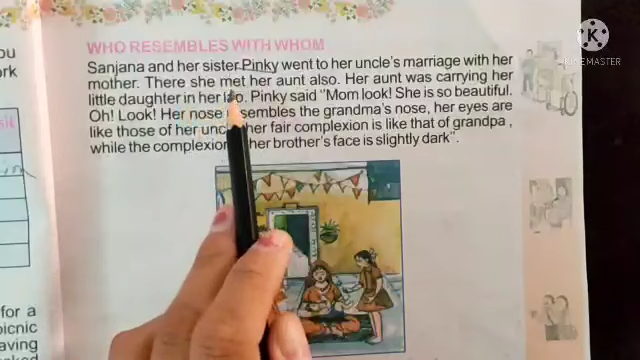 WHO RESEMBLES WITH WHOM
Sanjana and her sister Pinky went to her uncle's marriage with her
mother. There she met her aunt also. Her aunt was carrying her
little daughter in her lap. Pinky said "Mom look! She is so beautiful.
Oh! Look! Her nose resembles the grandma's nose, her eyes are
like those of her uncle her fair complexion is like that of grandpa,
while the complexion her brother's face is slightly dark".
for a
picnic
K
KINEMASTER